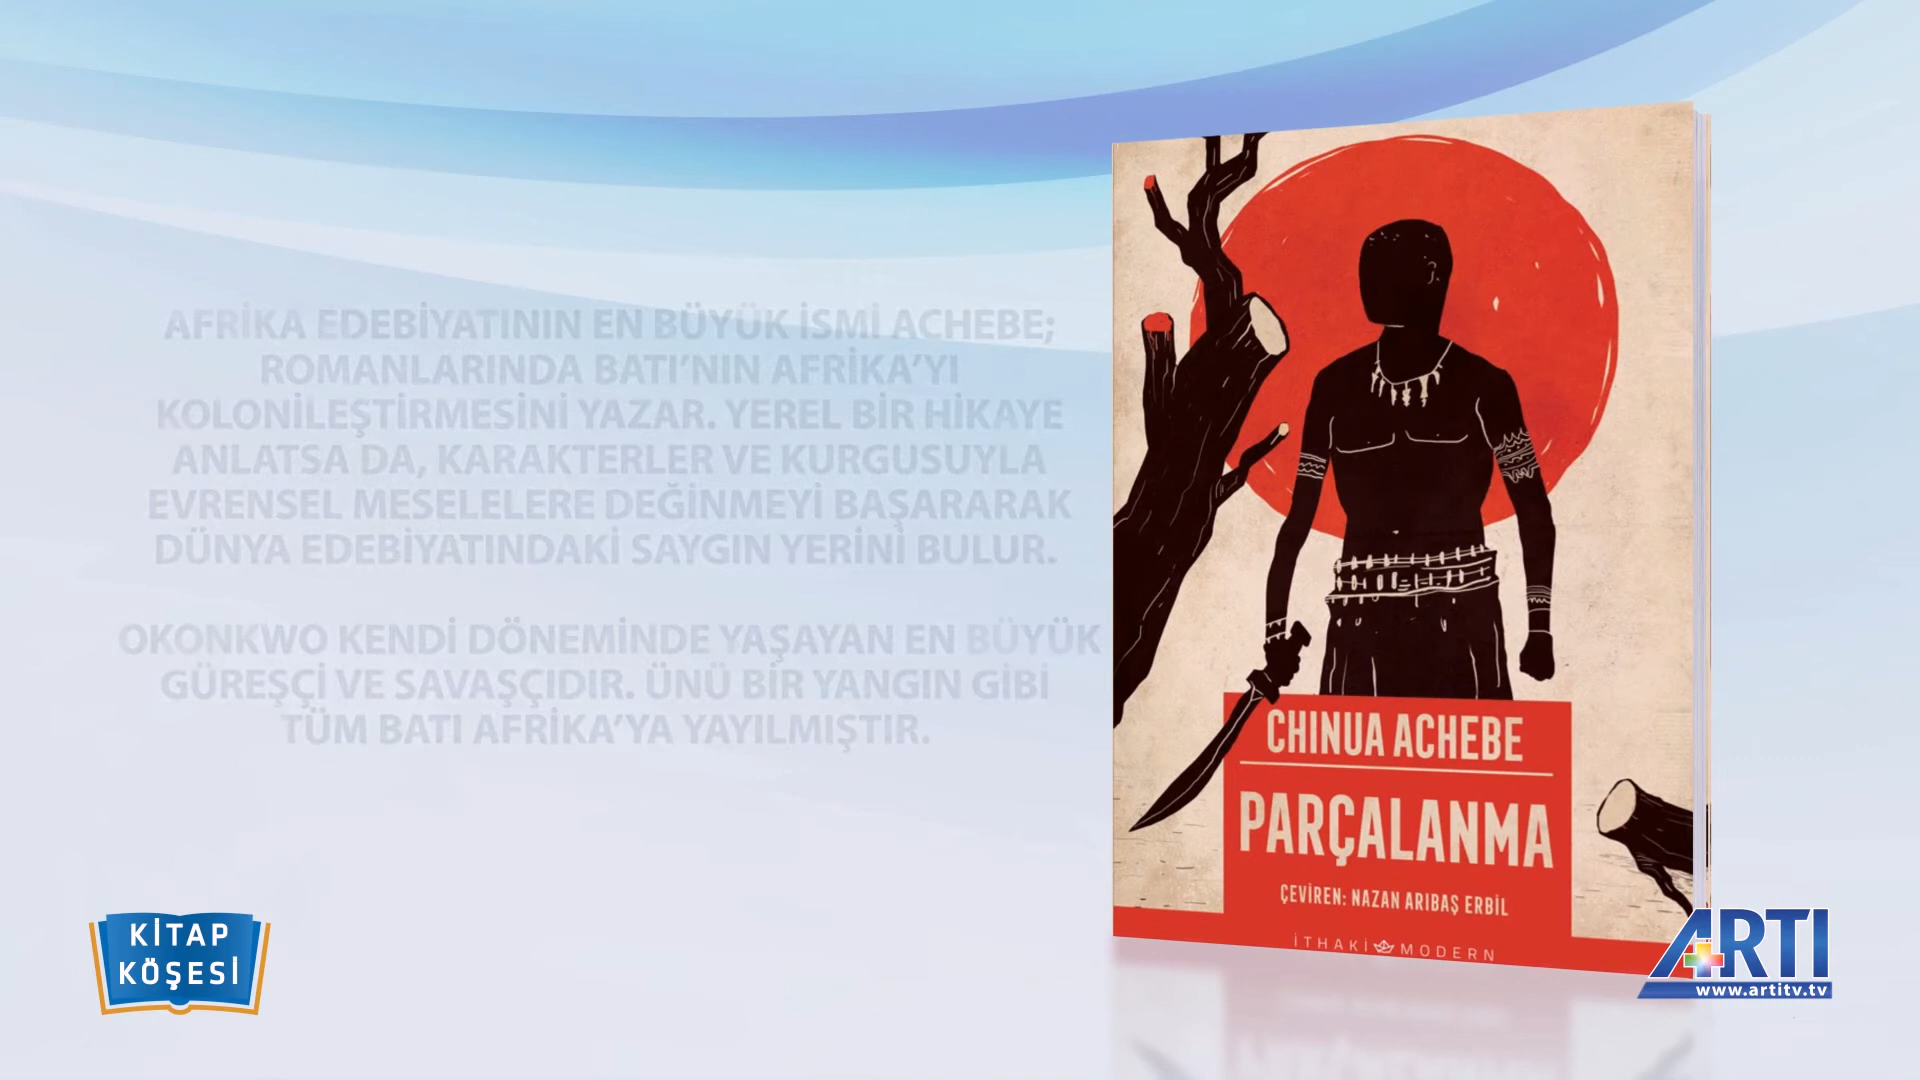 AFRİKA EDEBİYATININ EN BÜYÜK İSMİ ACHEBE;
ROMANLARINDA BATI’NIN AFRİKA’YI
KOLONİLEŞTİRMESİNİ YAZAR. YEREL BİR HİKAYE
ANLATSA DA, KARAKTERLER VE KURGUSUYLA
EVRENSEL MESELELERE DEĞİNMEYİ BAŞARARAK
DÜNYA EDEBİYATINDAKİ SAYGIN YERİNİ BULUR.
OKONKWO KENDİ DÖNEMİNDE YAŞAYAN EN BÜYÜK
GÜREŞÇİ VE SAVAŞÇIDIR. ÜNÜ BİR YANGIN GİBİ
TÜM BATI AFRİKA’YA YAYILMIŞTIR.
CHINUA ACHEBE
PARÇALANMA
ÇEVİREN: NAZAN ARIBAŞ ERBİL
İTHAKİ MODERN
KİTAP
KÖŞESİ
ARTI
www.artitv.tv